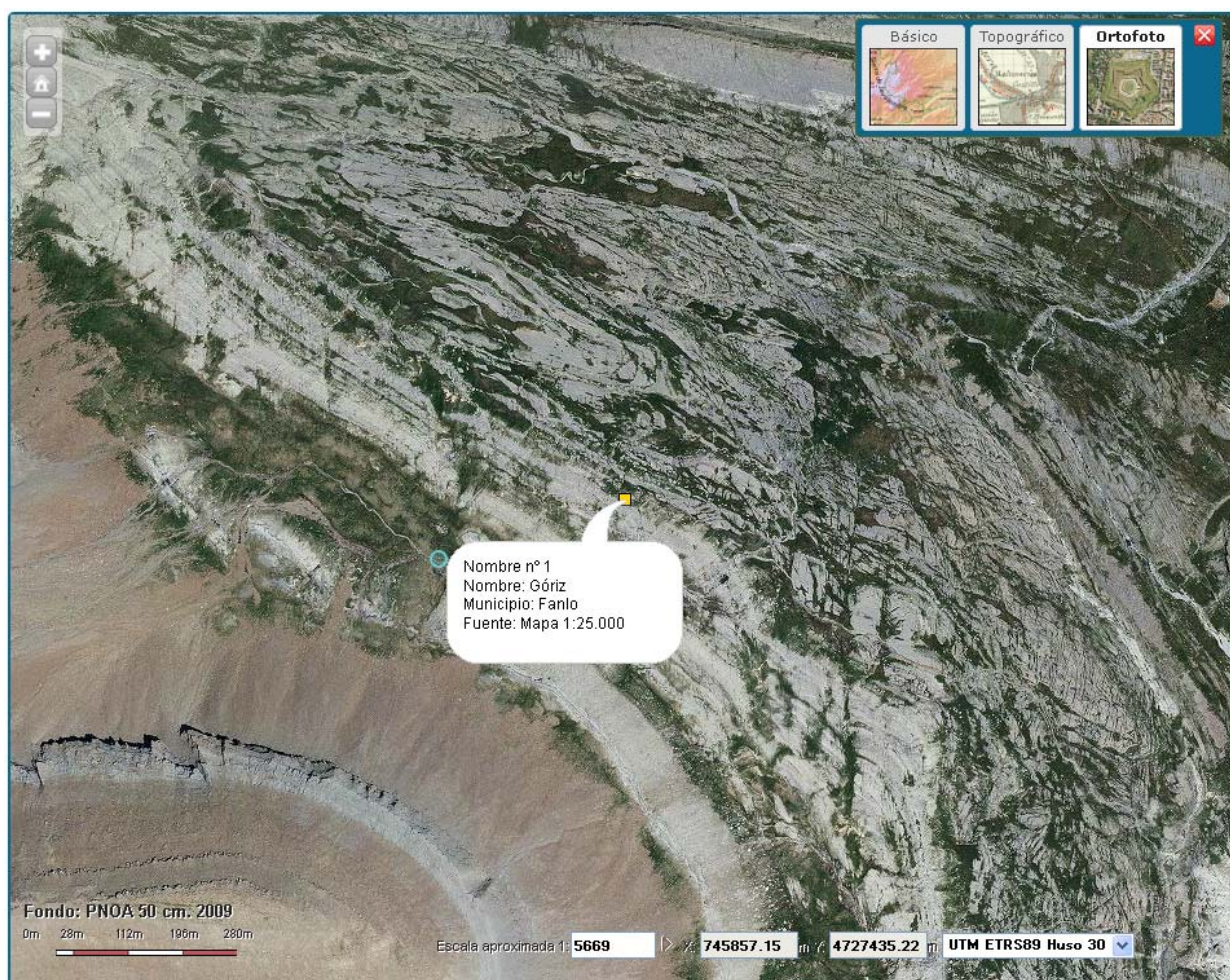 Básico
Topográfico
Ortofoto
Nombre nº 1
Nombre: Góriz
Municipio: Fanlo
Fuente: Mapa 1:25.000
Fondo: PNOA 50 cm. 2009
0m 28m 112m 196m 280m
Escala aproximada 1: 5669 X: 745857.15 m Y: 4727435.22 m UTM ETRS89 Huso 30